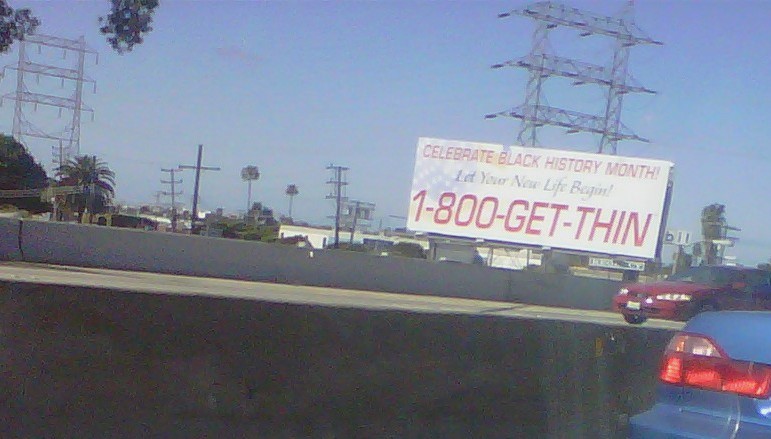 CELEBRATE BLACK HISTORY MONTH!
Let Your New Life Begin!
1-800-GET-THIN